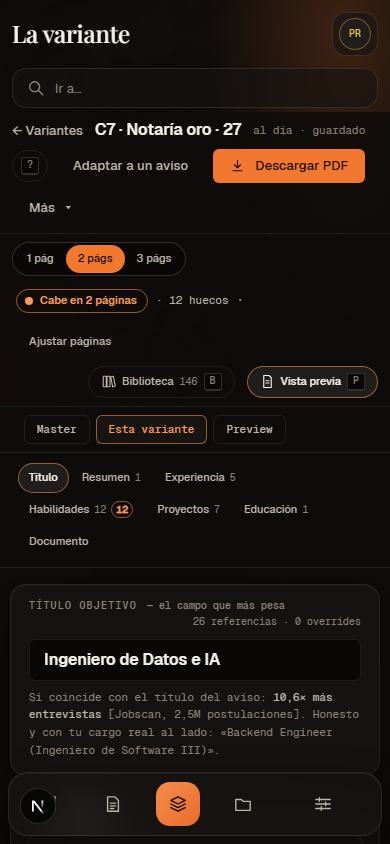 La variante
PR
Ir a…
← Variantes C7 · Notaría oro · 27 al día · guardado
? Adaptar a un aviso Descargar PDF
Más
1 pág 2 págs 3 págs
Cabe en 2 páginas · 12 huecos
Ajustar páginas
Biblioteca 146 B Vista previa P
Master Esta variante Preview
Título Resumen 1 Experiencia 5
Habilidades 12 12 Proyectos 7 Educación 1
Documento
TÍTULO OBJETIVO — el campo que más pesa
26 referencias · 0 overrides
Ingeniero de Datos e IA
Si coincide con el título del aviso: 10,6× más
entrevistas [Jobscan, 2,5M postulaciones]. Honesto
y con tu cargo real al lado: «Backend Engineer
(Ingeniero de Software III)».
N